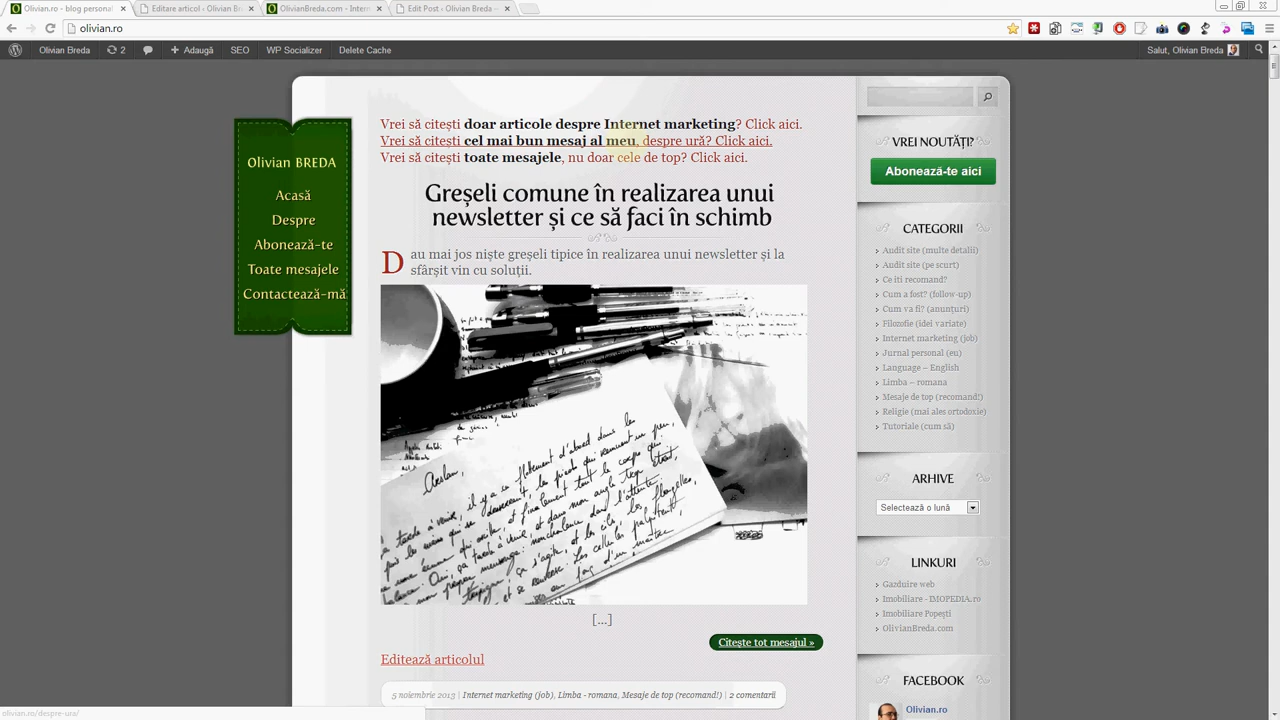 Olivian.ro - blog personal
Editare articol ‹ Olivian B
OlivianBreda.com - Intern
Edit Post ‹ Olivian Breda —
olivian.ro
Olivian Breda
2
Adaugă
SEO
WP Socializer
Delete Cache
Salut, Olivian Breda
Olivian BREDA
Acasă
Despre
Abonează-te
Toate mesajele
Contactează-mă
Vrei să citești doar articole despre Internet marketing? Click aici.
Vrei să citești cel mai bun mesaj al meu, despre ură? Click aici.
Vrei să citești toate mesajele, nu doar cele de top? Click aici.
Greșeli comune în realizarea unui
newsletter și ce să faci în schimb
Dau mai jos niște greșeli tipice în realizarea unui newsletter și la
sfârșit vin cu soluții.
[...]
Citește tot mesajul »
Editează articolul
5 noiembrie 2013 | Internet marketing (job), Limba - romana, Mesaje de top (recomand!) | 2 comentarii
VREI NOUTĂȚI?
Abonează-te aici
CATEGORII
Audit site (multe detalii)
Audit site (pe scurt)
Ce iti recomand?
Cum a fost? (follow-up)
Cum va fi? (anunțuri)
Filozofie (idei variate)
Internet marketing (job)
Jurnal personal (eu)
Language – English
Limba – romana
Mesaje de top (recomand!)
Religie (mai ales ortodoxie)
Tutoriale (cum să)
ARHIVE
Selectează o lună
LINKURI
Gazduire web
Imobiliare - IMOPEDIA.ro
Imobiliare Popești
OlivianBreda.com
FACEBOOK
Olivian.ro
olivian.ro/despre-ura/